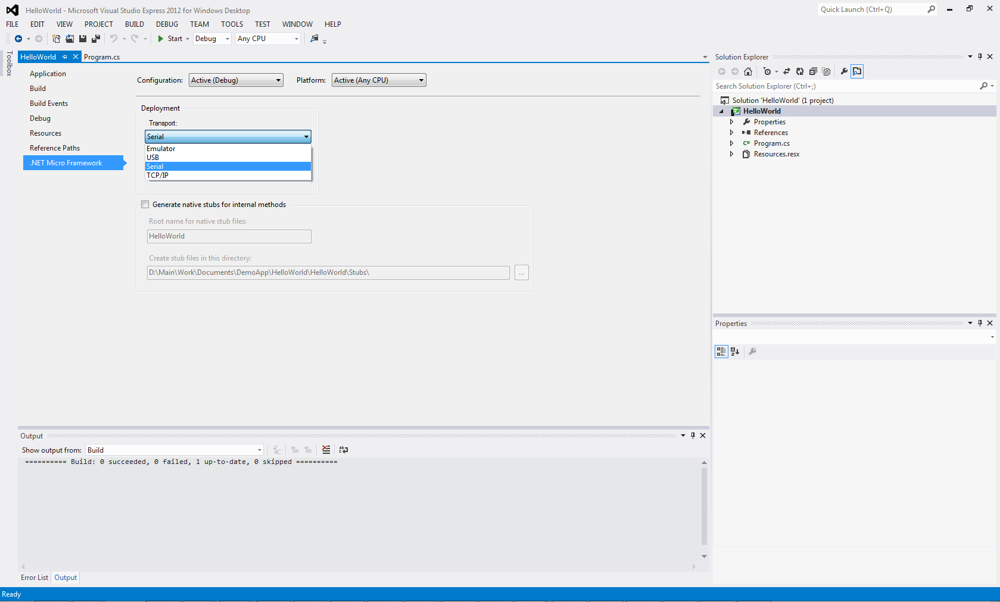 HelloWorld - Microsoft Visual Studio Express 2012 for Windows Desktop
Quick Launch (Ctrl+Q)
FILE EDIT VIEW PROJECT BUILD DEBUG TEAM TOOLS TEST WINDOW HELP
Start Debug Any CPU
Toolbox
HelloWorld Program.cs
Application
Build
Build Events
Debug
Resources
Reference Paths
.NET Micro Framework
Configuration: Active (Debug) Platform: Active (Any CPU)
Deployment
Transport:
Serial
Emulator
USB
Serial
TCP/IP
Generate native stubs for internal methods
Root name for native stub files:
HelloWorld
Create stub files in this directory:
D:\Main\Work\Documents\DemoApp\HelloWorld\HelloWorld\Stubs\
...
Solution Explorer
Search Solution Explorer (Ctrl+;)
Solution 'HelloWorld' (1 project)
HelloWorld
Properties
References
C# Program.cs
Resources.resx
Properties
Output
Show output from: Build
========== Build: 0 succeeded, 0 failed, 1 up-to-date, 0 skipped ==========
Error List Output
Ready